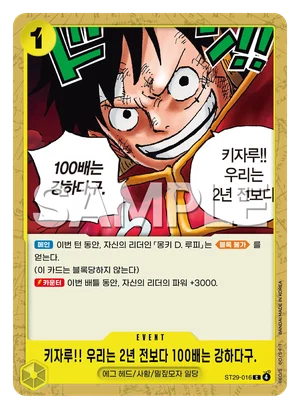 1
키자루!!
우리는
2년 전보다
100배는
강하다구.
SAMPLE
메인 이번 턴 동안, 자신의 리더인 「몽키 D. 루피」는 블록 불가 를
얻는다.
(이 카드는 블록당하지 않는다)
카운터 이번 배틀 동안, 자신의 리더의 파워 +3000.
EVENT
키자루!! 우리는 2년 전보다 100배는 강하다구.
에그 헤드/사황/밀짚모자 일당
ST29-016 C